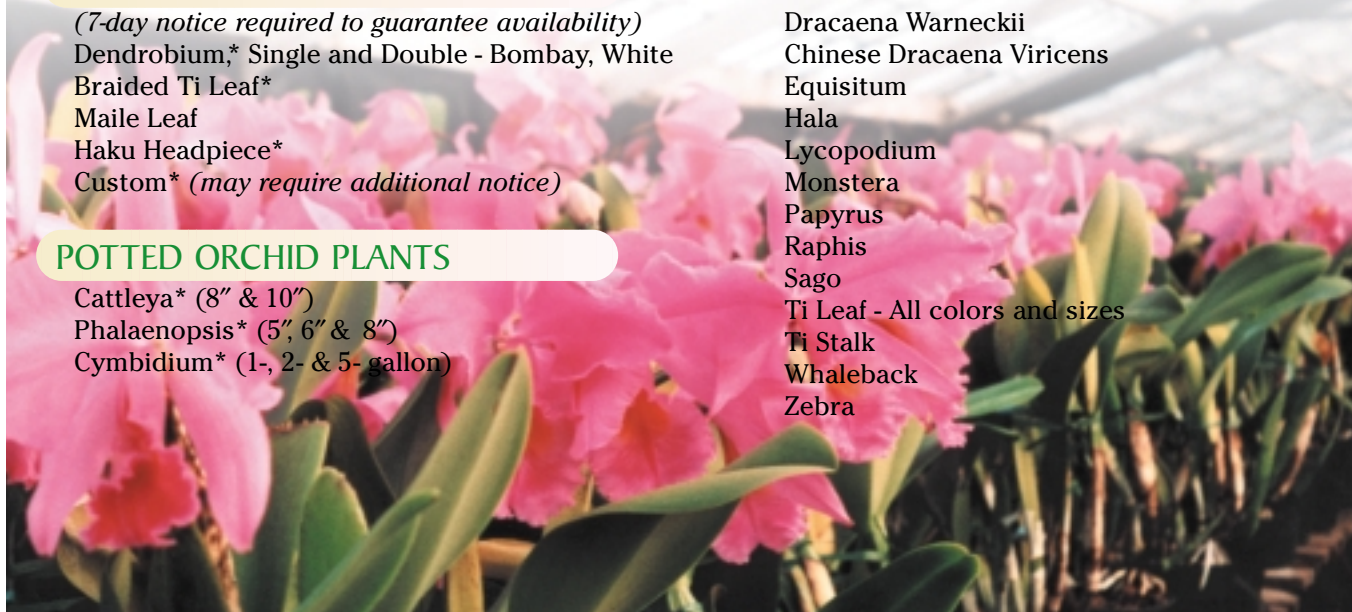 (7-day notice required to guarantee availability)
Dendrobium,* Single and Double - Bombay, White
Braided Ti Leaf*
Maile Leaf
Haku Headpiece*
Custom* (may require additional notice)
POTTED ORCHID PLANTS
Cattleya* (8″ & 10″)
Phalaenopsis* (5″, 6″ & 8″)
Cymbidium* (1-, 2- & 5- gallon)
Dracaena Warneckii
Chinese Dracaena Viricens
Equisitum
Hala
Lycopodium
Monstera
Papyrus
Raphis
Sago
Ti Leaf - All colors and sizes
Ti Stalk
Whaleback
Zebra